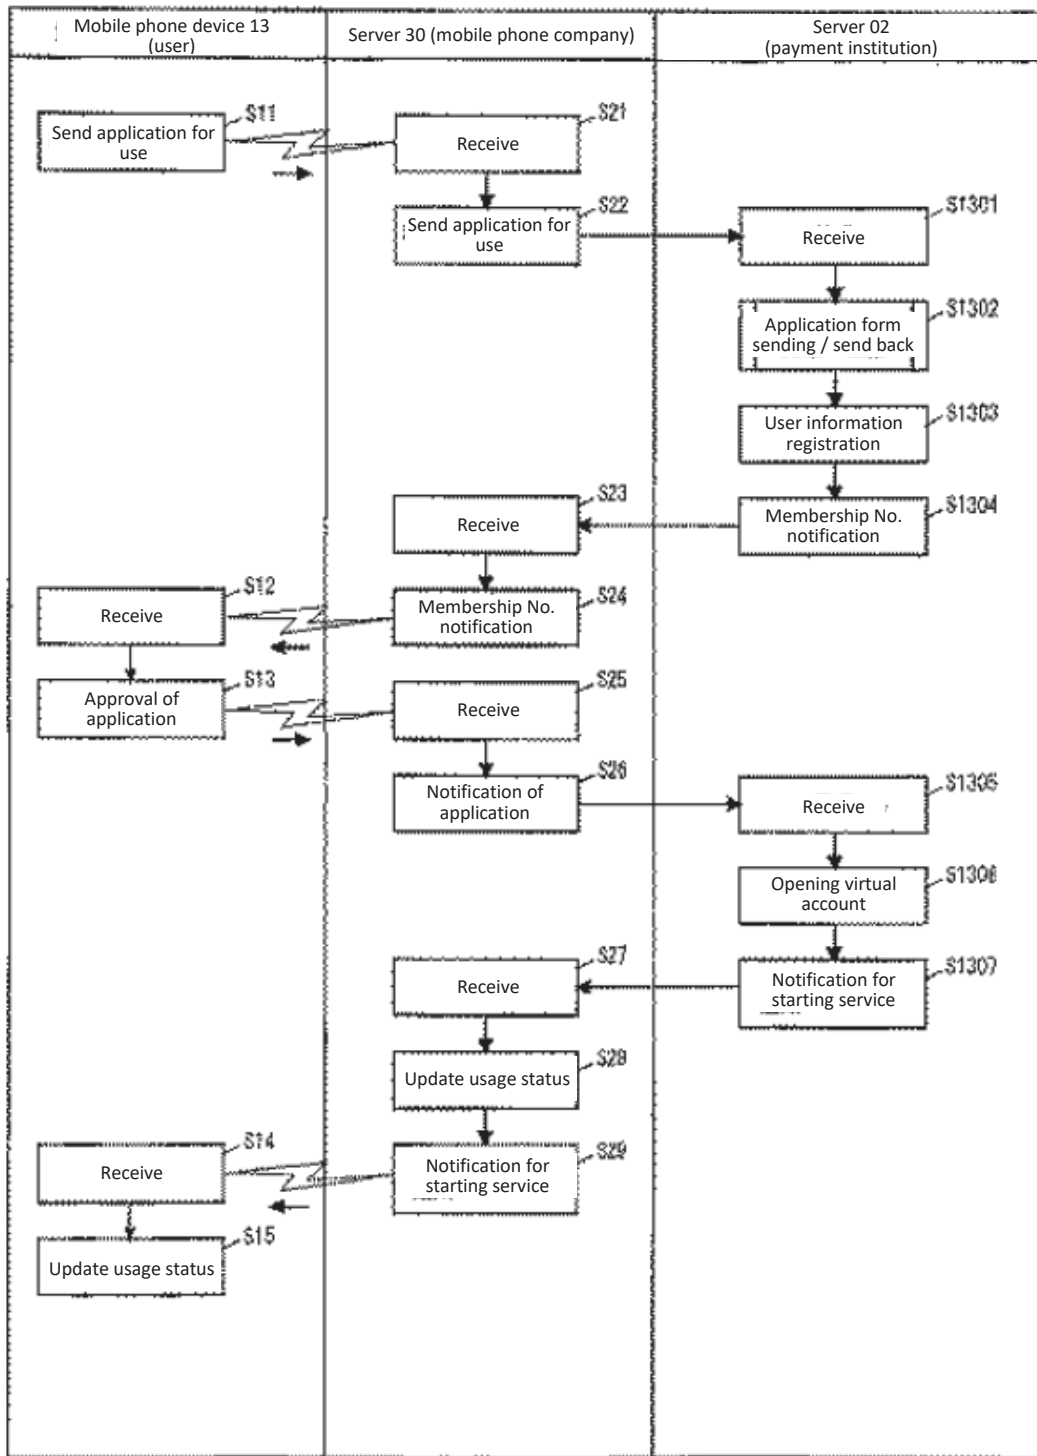 Mobile phone device 13
(user)
Server 30 (mobile phone company)
Server 02
(payment institution)
S11
Send application for
use
S21
Receive
S22
Send application for
use
S1301
Receive
S1302
Application form
sending / send back
S1303
User information
registration
S1304
Membership No.
notification
S23
Receive
S24
Membership No.
notification
S12
Receive
S13
Approval of
application
S25
Receive
S26
Notification of
application
S1305
Receive
S1306
Opening virtual
account
S1307
Notification for
starting service
S27
Receive
S28
Update usage status
S29
Notification for
starting service
S14
Receive
S15
Update usage status